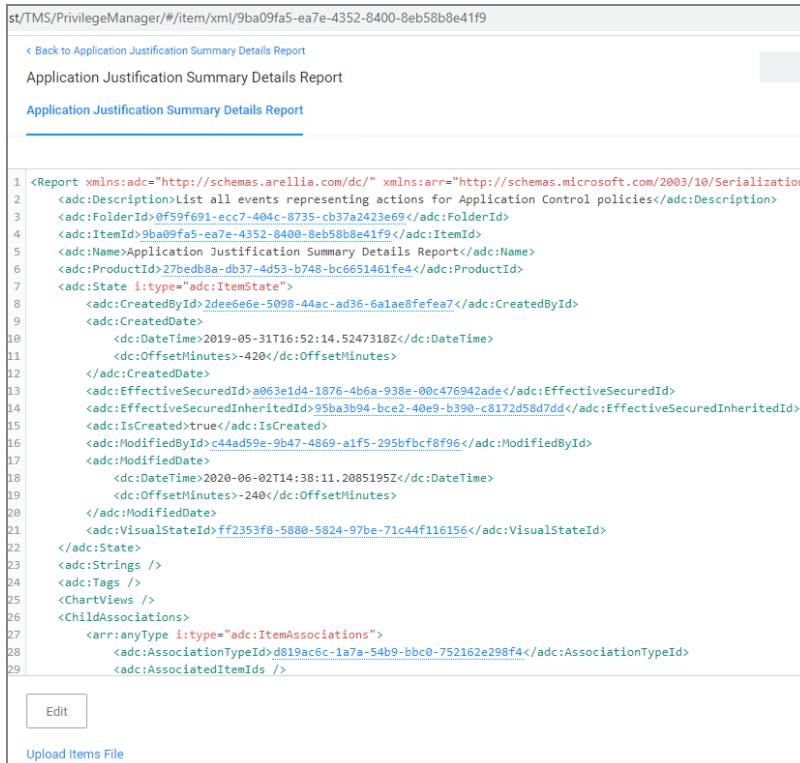 st/TMS/PrivilegeManager/#/item/xml/9ba09fa5-ea7e-4352-8400-8eb58b8e41f9
‹ Back to Application Justification Summary Details Report
Application Justification Summary Details Report
Application Justification Summary Details Report
1 <Report xmlns:adc="http://schemas.arellia.com/dc/" xmlns:arr="http://schemas.microsoft.com/2003/10/Serialization
2 <adc:Description>List all events representing actions for Application Control policies</adc:Description>
3 <adc:FolderId>0f59f691-ecc7-404c-8735-cb37a2423e69</adc:FolderId>
4 <adc:ItemId>9ba09fa5-ea7e-4352-8400-8eb58b8e41f9</adc:ItemId>
5 <adc:Name>Application Justification Summary Details Report</adc:Name>
6 <adc:ProductId>27bedb8a-db37-4d53-b748-bc6651461fe4</adc:ProductId>
7 <adc:State i:type="adc:ItemState">
8 <adc:CreatedById>2dee6e6e-5098-44ac-ad36-6a1ae8fefea7</adc:CreatedById>
9 <adc:CreatedDate>
10 <dc:DateTime>2019-05-31T16:52:14.5247318Z</dc:DateTime>
11 <dc:OffsetMinutes>-420</dc:OffsetMinutes>
12 </adc:CreatedDate>
13 <adc:EffectiveSecuredId>a063e1d4-1876-4b6a-938e-00c476942ade</adc:EffectiveSecuredId>
14 <adc:EffectiveSecuredInheritedId>95ba3b94-bce2-40e9-b390-c8172d58d7dd</adc:EffectiveSecuredInheritedId>
15 <adc:IsCreated>true</adc:IsCreated>
16 <adc:ModifiedById>c44ad59e-9b47-4869-a1f5-295bfbcf8f96</adc:ModifiedById>
17 <adc:ModifiedDate>
18 <dc:DateTime>2020-06-02T14:38:11.2085195Z</dc:DateTime>
19 <dc:OffsetMinutes>-240</dc:OffsetMinutes>
20 </adc:ModifiedDate>
21 <adc:VisualStateId>ff2353f8-5880-5824-97be-71c44f116156</adc:VisualStateId>
22 </adc:State>
23 <adc:Strings />
24 <adc:Tags />
25 <ChartViews />
26 <ChildAssociations>
27 <arr:anyType i:type="adc:ItemAssociations">
28 <adc:AssociationTypeId>d819ac6c-1a7a-54b9-bbc0-752162e298f4</adc:AssociationTypeId>
29 <adc:AssociatedItemIds />
Edit
Upload Items File